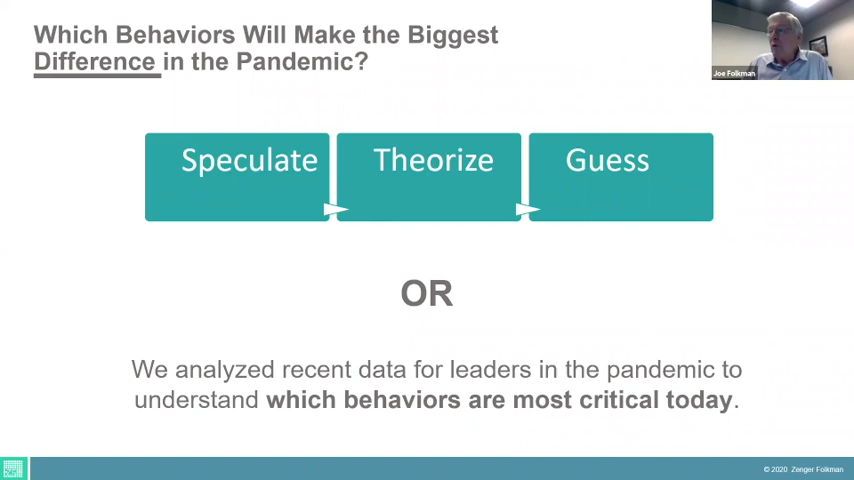 Which Behaviors Will Make the Biggest
Difference in the Pandemic?
Joe Folkman
Speculate
Theorize
Guess
OR
We analyzed recent data for leaders in the pandemic to
understand which behaviors are most critical today.
© 2020 Zenger Folkman